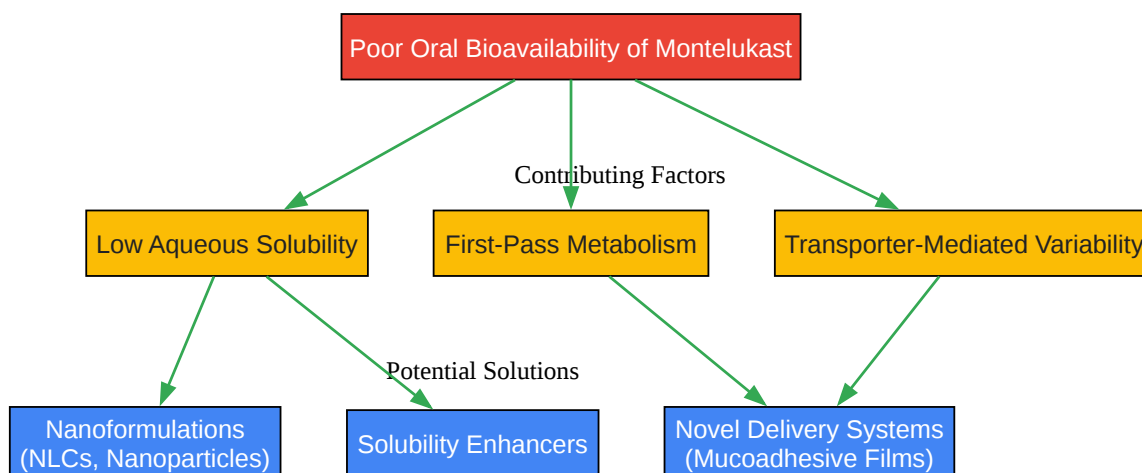 Poor Oral Bioavailability of Montelukast
Contributing Factors
Low Aqueous Solubility
First-Pass Metabolism
Transporter-Mediated Variability
Potential Solutions
Nanoformulations
(NLCs, Nanoparticles)
Solubility Enhancers
Novel Delivery Systems
(Mucoadhesive Films)